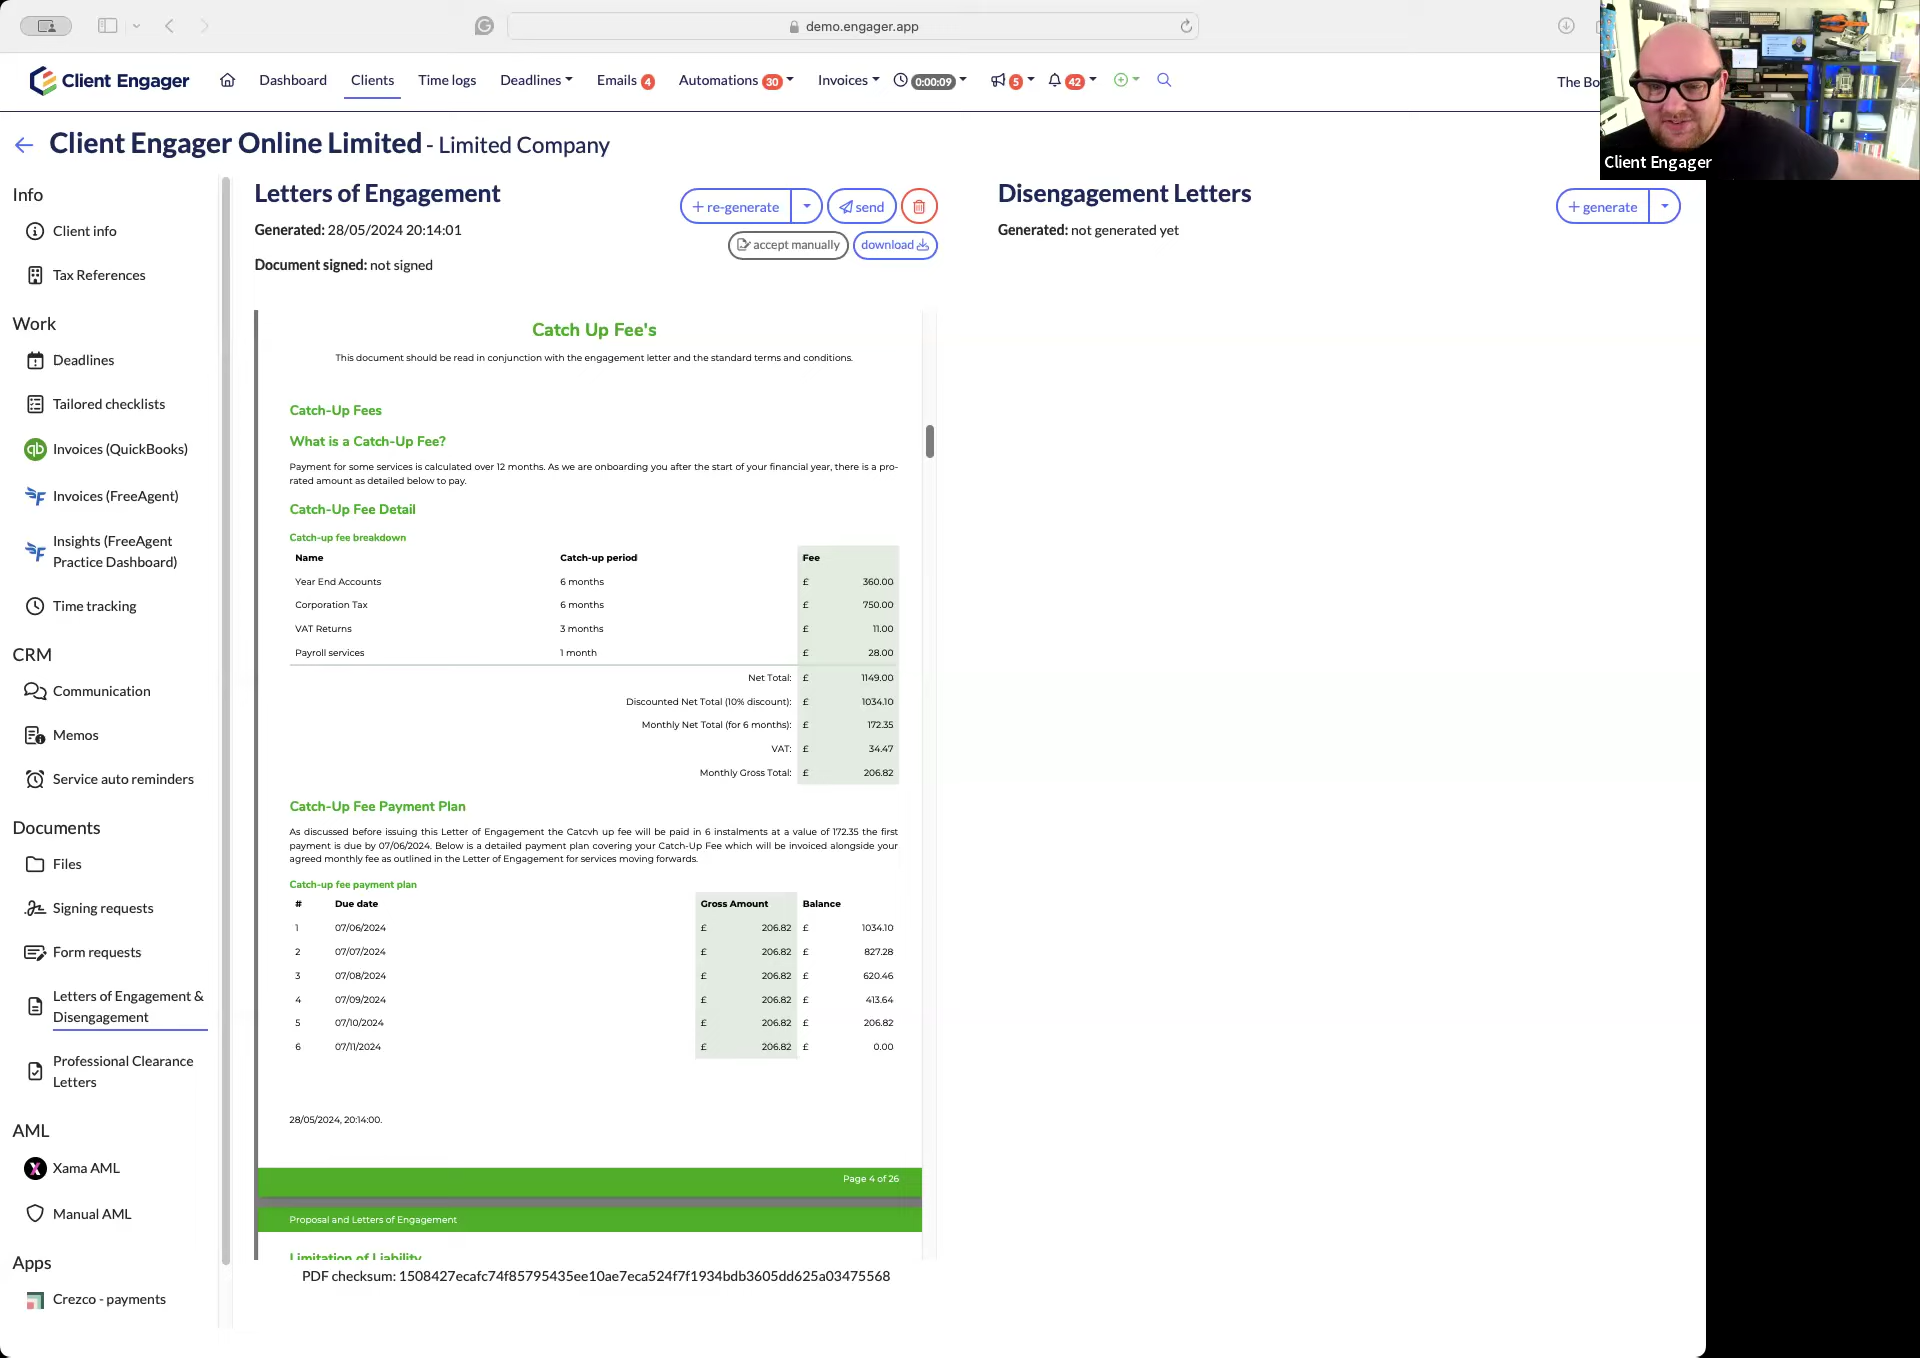 demo.engager.app
Client Engager
Dashboard
Clients
Time logs
Deadlines
Emails 4
Automations 30
Invoices
0:00:09
5
42
The Bo
Client Engager
Client Engager Online Limited - Limited Company
Info
Client info
Tax References
Work
Deadlines
Tailored checklists
qb Invoices (QuickBooks)
Invoices (FreeAgent)
Insights (FreeAgent
Practice Dashboard)
Time tracking
CRM
Communication
Memos
Service auto reminders
Documents
Files
Signing requests
Form requests
Letters of Engagement &
Disengagement
Professional Clearance
Letters
AML
Xama AML
Manual AML
Apps
Crezco - payments
Letters of Engagement
+ re-generate
send
Generated: 28/05/2024 20:14:01
accept manually
download
Document signed: not signed
Catch Up Fee's
This document should be read in conjunction with the engagement letter and the standard terms and conditions.
Catch-Up Fees
What is a Catch-Up Fee?
Payment for some services is calculated over 12 months. As we are onboarding you after the start of your financial year, there is a pro-
rated amount as detailed below to pay.
Catch-Up Fee Detail
Catch-up fee breakdown
Name Catch-up period Fee
Year End Accounts 6 months £ 360.00
Corporation Tax 6 months £ 750.00
VAT Returns 3 months £ 11.00
Payroll services 1 month £ 28.00
Net Total: £ 1149.00
Discounted Net Total (10% discount): £ 1034.10
Monthly Net Total (for 6 months): £ 172.35
VAT: £ 34.47
Monthly Gross Total: £ 206.82
Catch-Up Fee Payment Plan
As discussed before issuing this Letter of Engagement the Catcvh up fee will be paid in 6 instalments at a value of 172.35 the first
payment is due by 07/06/2024. Below is a detailed payment plan covering your Catch-Up Fee which will be invoiced alongside your
agreed monthly fee as outlined in the Letter of Engagement for services moving forwards.
Catch-up fee payment plan
# Due date Gross Amount Balance
1 07/06/2024 £ 206.82 £ 1034.10
2 07/07/2024 £ 206.82 £ 827.28
3 07/08/2024 £ 206.82 £ 620.46
4 07/09/2024 £ 206.82 £ 413.64
5 07/10/2024 £ 206.82 £ 206.82
6 07/11/2024 £ 206.82 £ 0.00
28/05/2024, 20:14:00.
Page 4 of 26
Proposal and Letters of Engagement
Limitation of Liability
PDF checksum: 1508427ecafc74f85795435ee10ae7eca524f7f1934bdb3605dd625a03475568
Disengagement Letters
+ generate
Generated: not generated yet